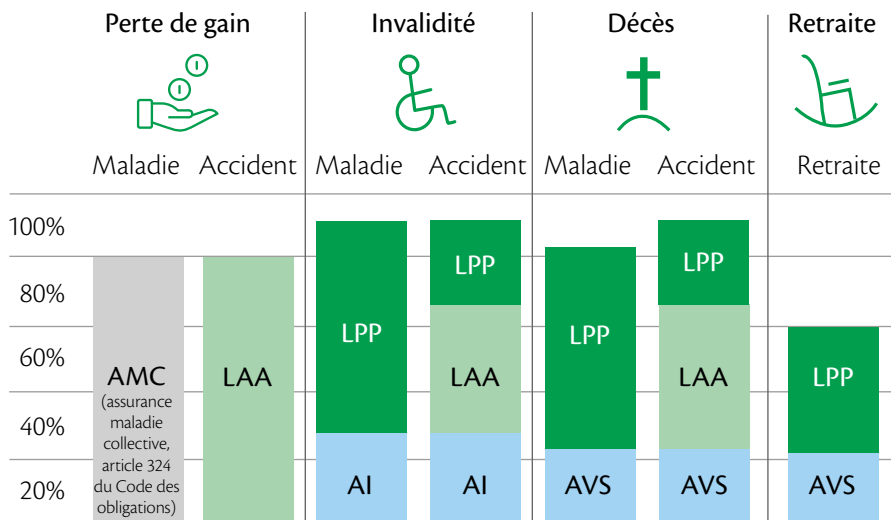 Perte de gain
Invalidité
Décès
Retraite
Maladie
Accident
Maladie
Accident
Maladie
Accident
Retraite
100%
80%
60%
40%
20%
AMC
(assurance
maladie
collective,
article 324
du Code des
obligations)
LAA
LPP
AI
LPP
LAA
AI
LPP
AVS
LPP
LAA
AVS
LPP
AVS